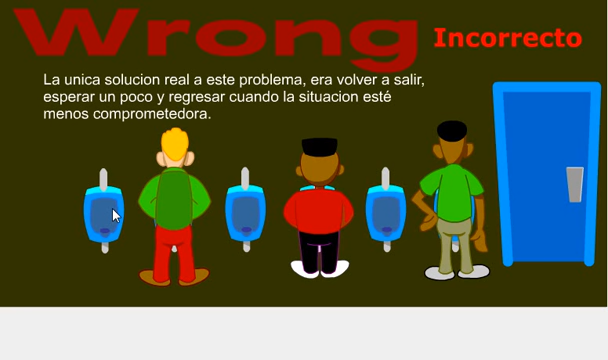 Wrong
Incorrecto
La unica solucion real a este problema, era volver a salir,
esperar un poco y regresar cuando la situacion esté
menos comprometedora.